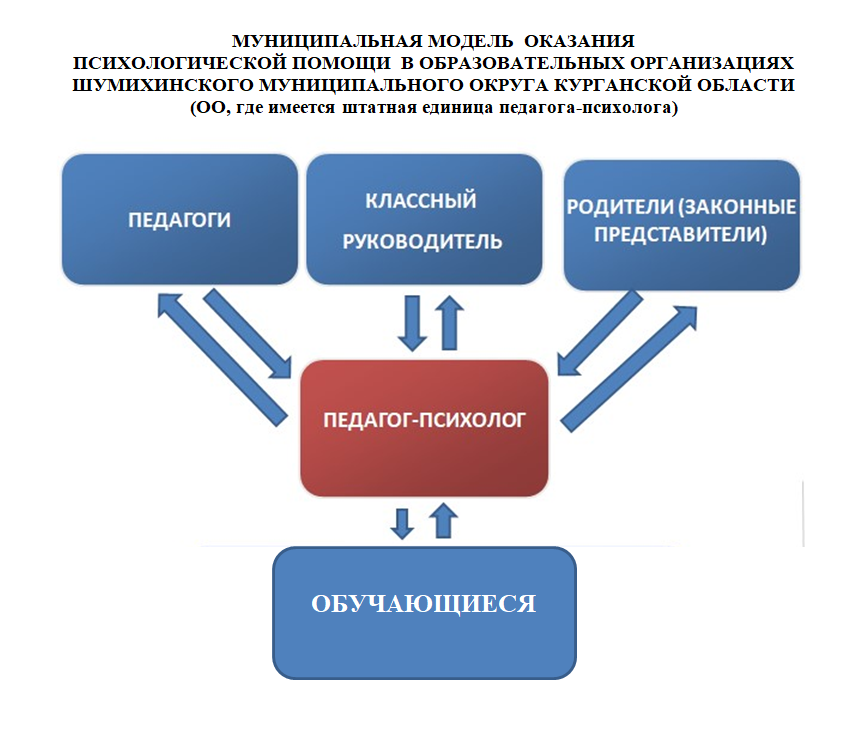 МУНИЦИПАЛЬНАЯ МОДЕЛЬ ОКАЗАНИЯ
ПСИХОЛОГИЧЕСКОЙ ПОМОЩИ В ОБРАЗОВАТЕЛЬНЫХ ОРГАНИЗАЦИЯХ
ШУМИХИНСКОГО МУНИЦИПАЛЬНОГО ОКРУГА КУРГАНСКОЙ ОБЛАСТИ
(ОО, где имеется штатная единица педагога-психолога)
ПЕДАГОГИ
КЛАССНЫЙ
РУКОВОДИТЕЛЬ
РОДИТЕЛИ (ЗАКОННЫЕ
ПРЕДСТАВИТЕЛИ)
ПЕДАГОГ-ПСИХОЛОГ
ОБУЧАЮЩИЕСЯ